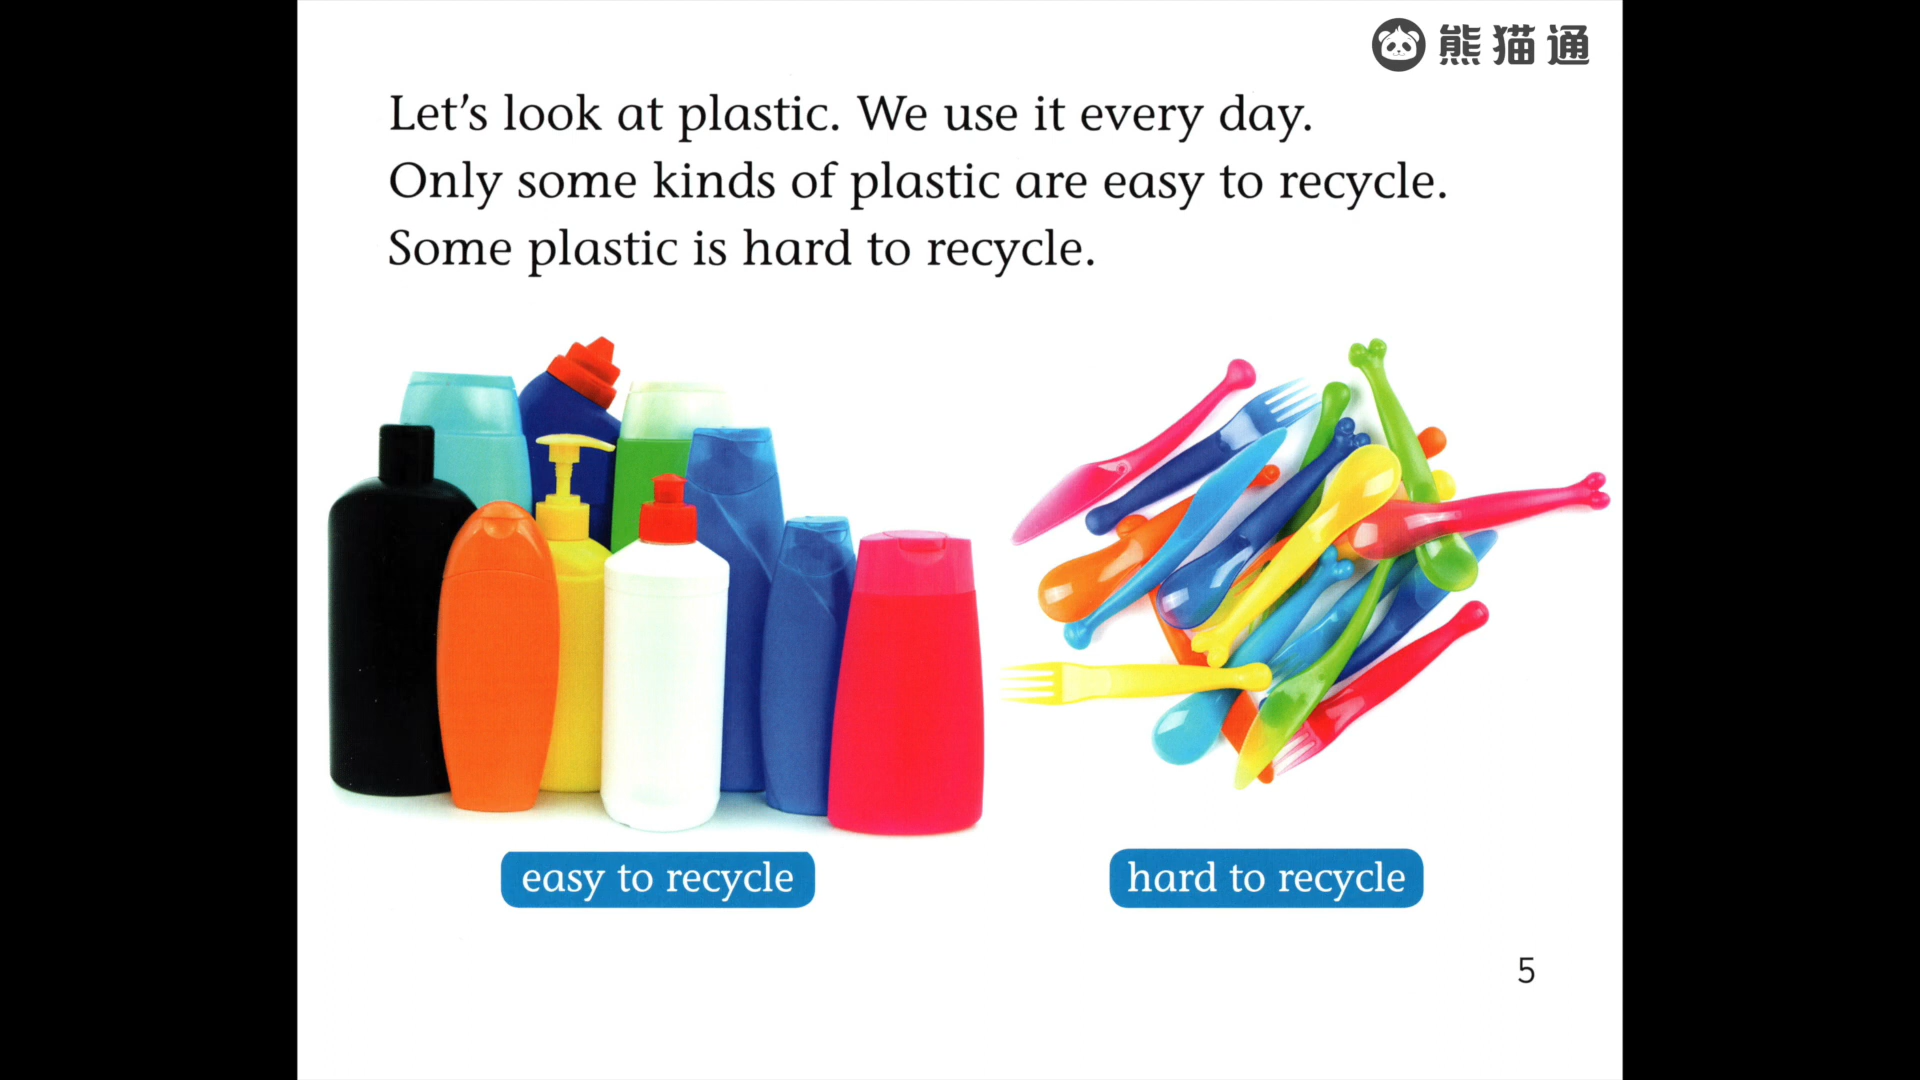 熊猫通
Let's look at plastic. We use it every day.
Only some kinds of plastic are easy to recycle.
Some plastic is hard to recycle.
easy to recycle
hard to recycle
5